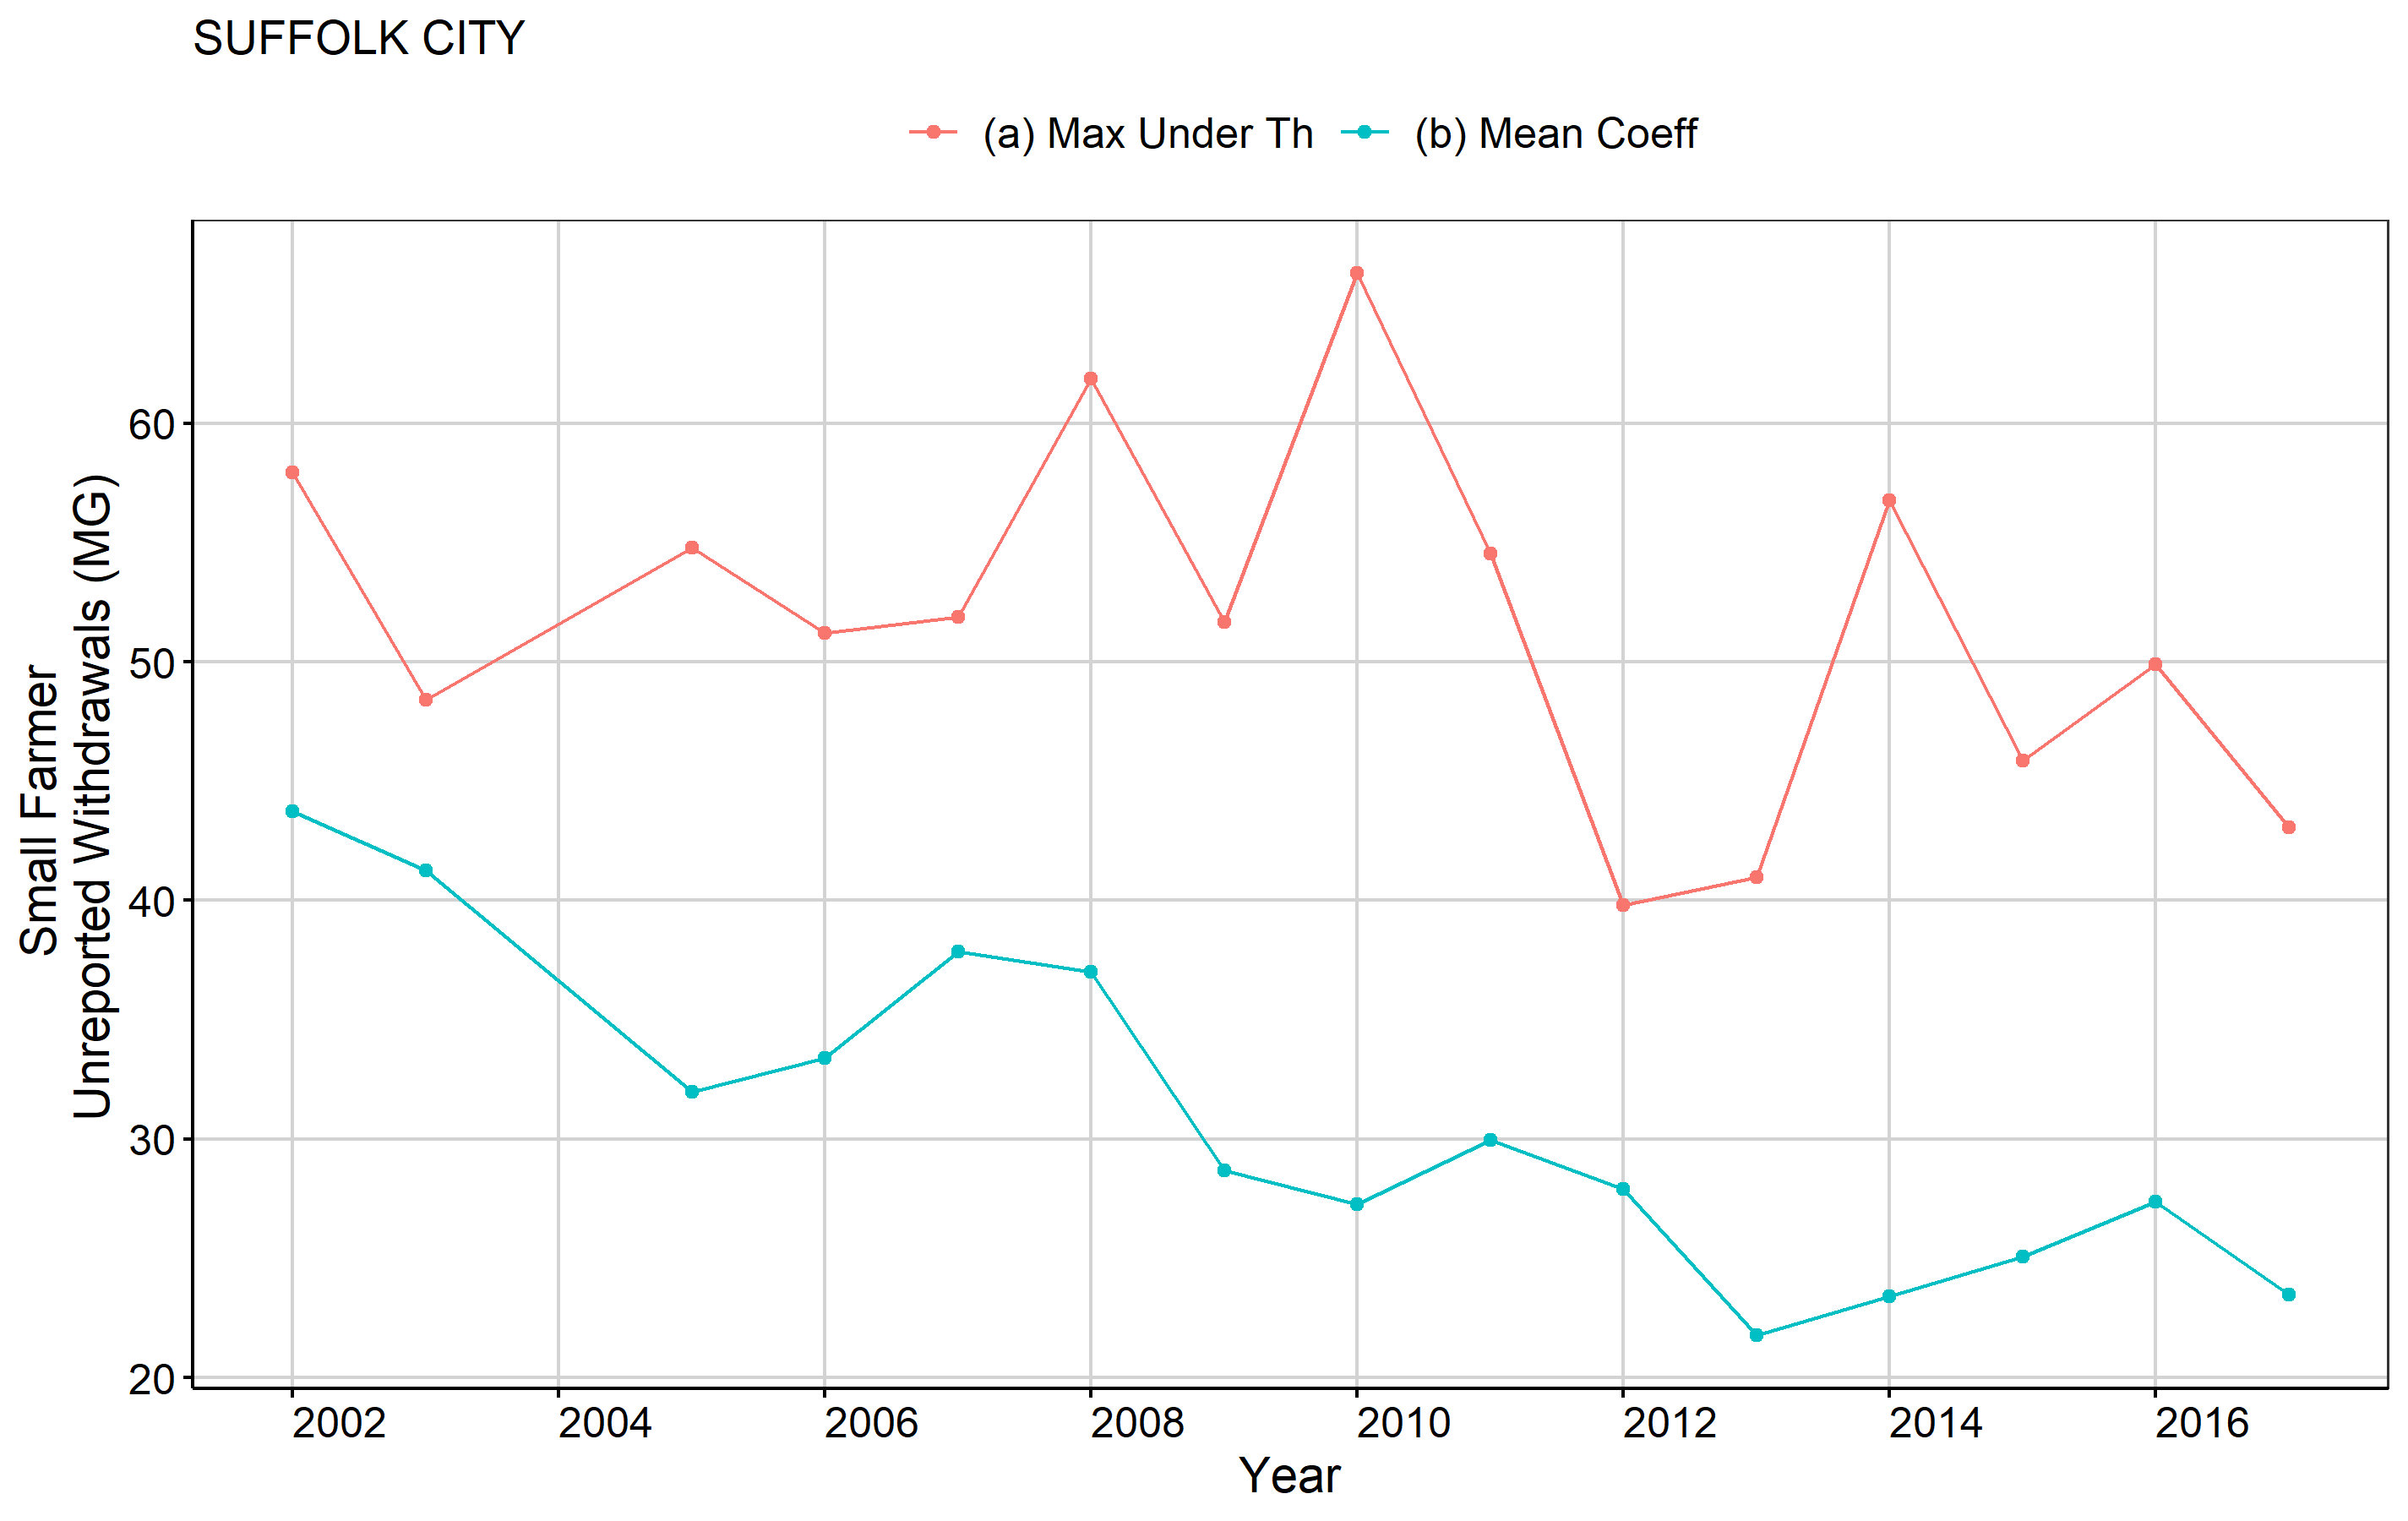 SUFFOLK CITY
(a) Max Under Th (b) Mean Coeff
Small Farmer
Unreported Withdrawals (MG)
60
50
40
30
20
2002 2004 2006 2008 2010 2012 2014 2016
Year